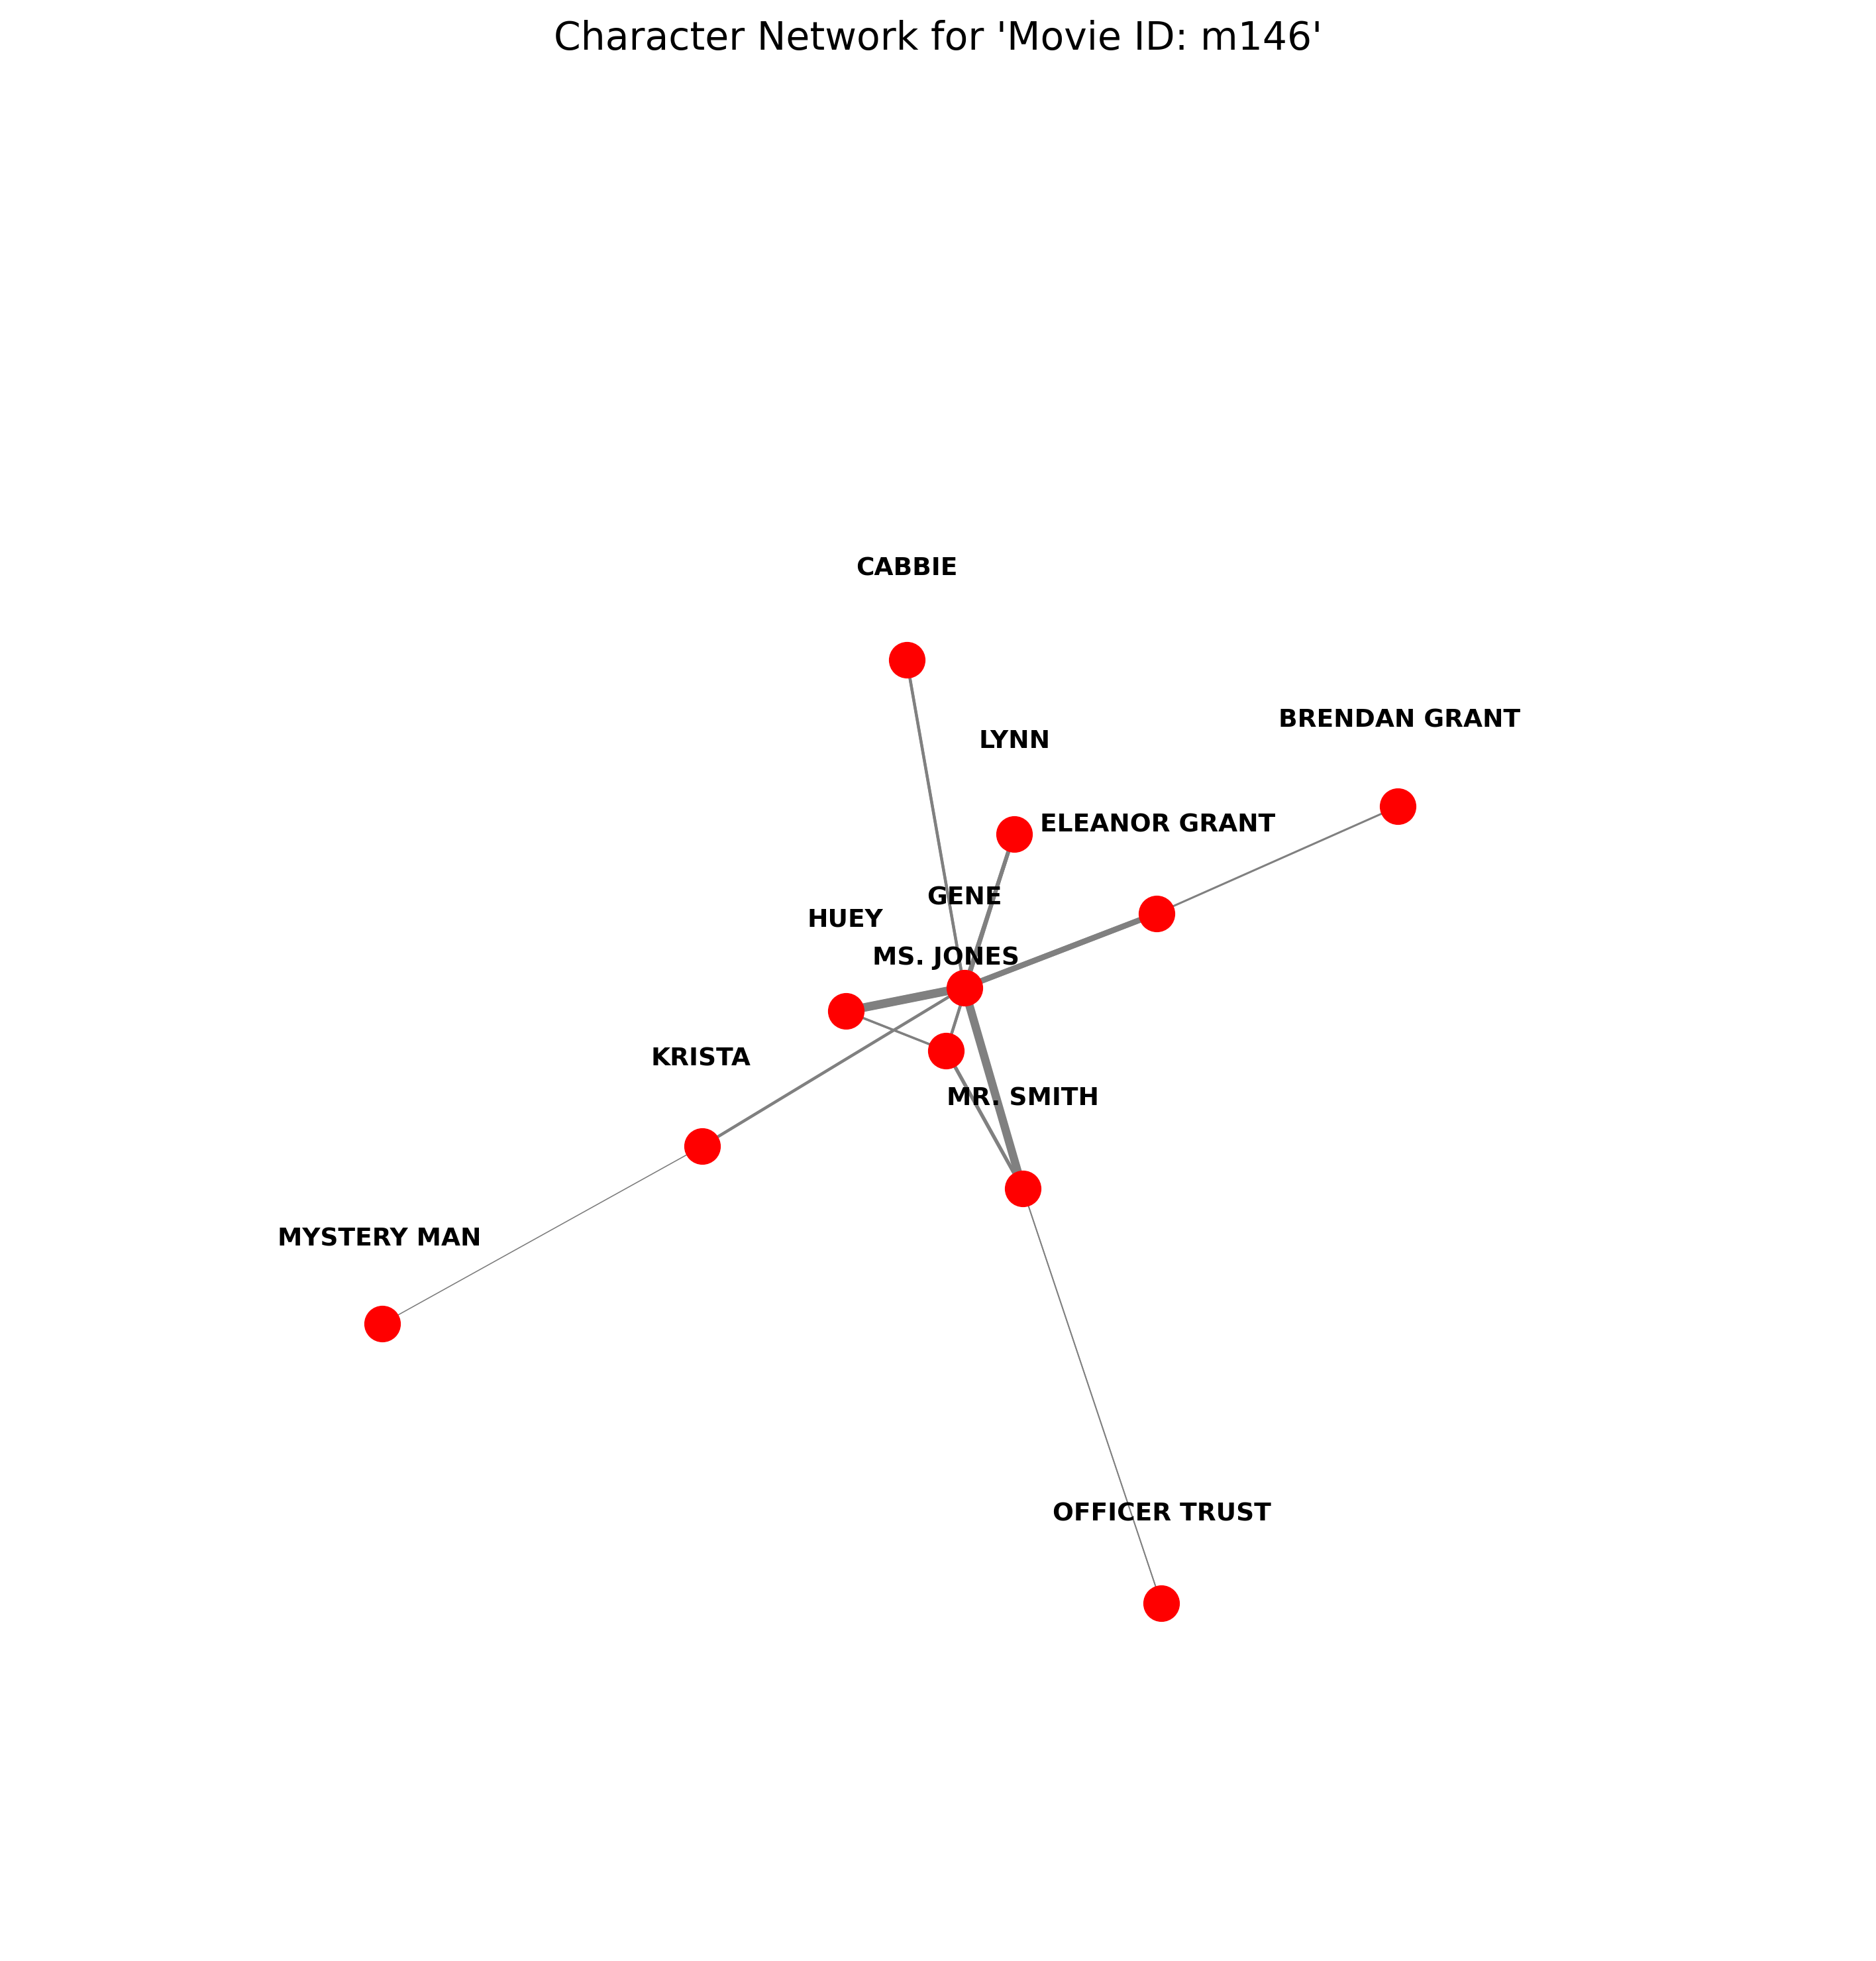 Character Network for 'Movie ID: m146'
CABBIE
BRENDAN GRANT
LYNN
ELEANOR GRANT
GENE
HUEY
MS. JONES
KRISTA
MR. SMITH
MYSTERY MAN
OFFICER TRUST